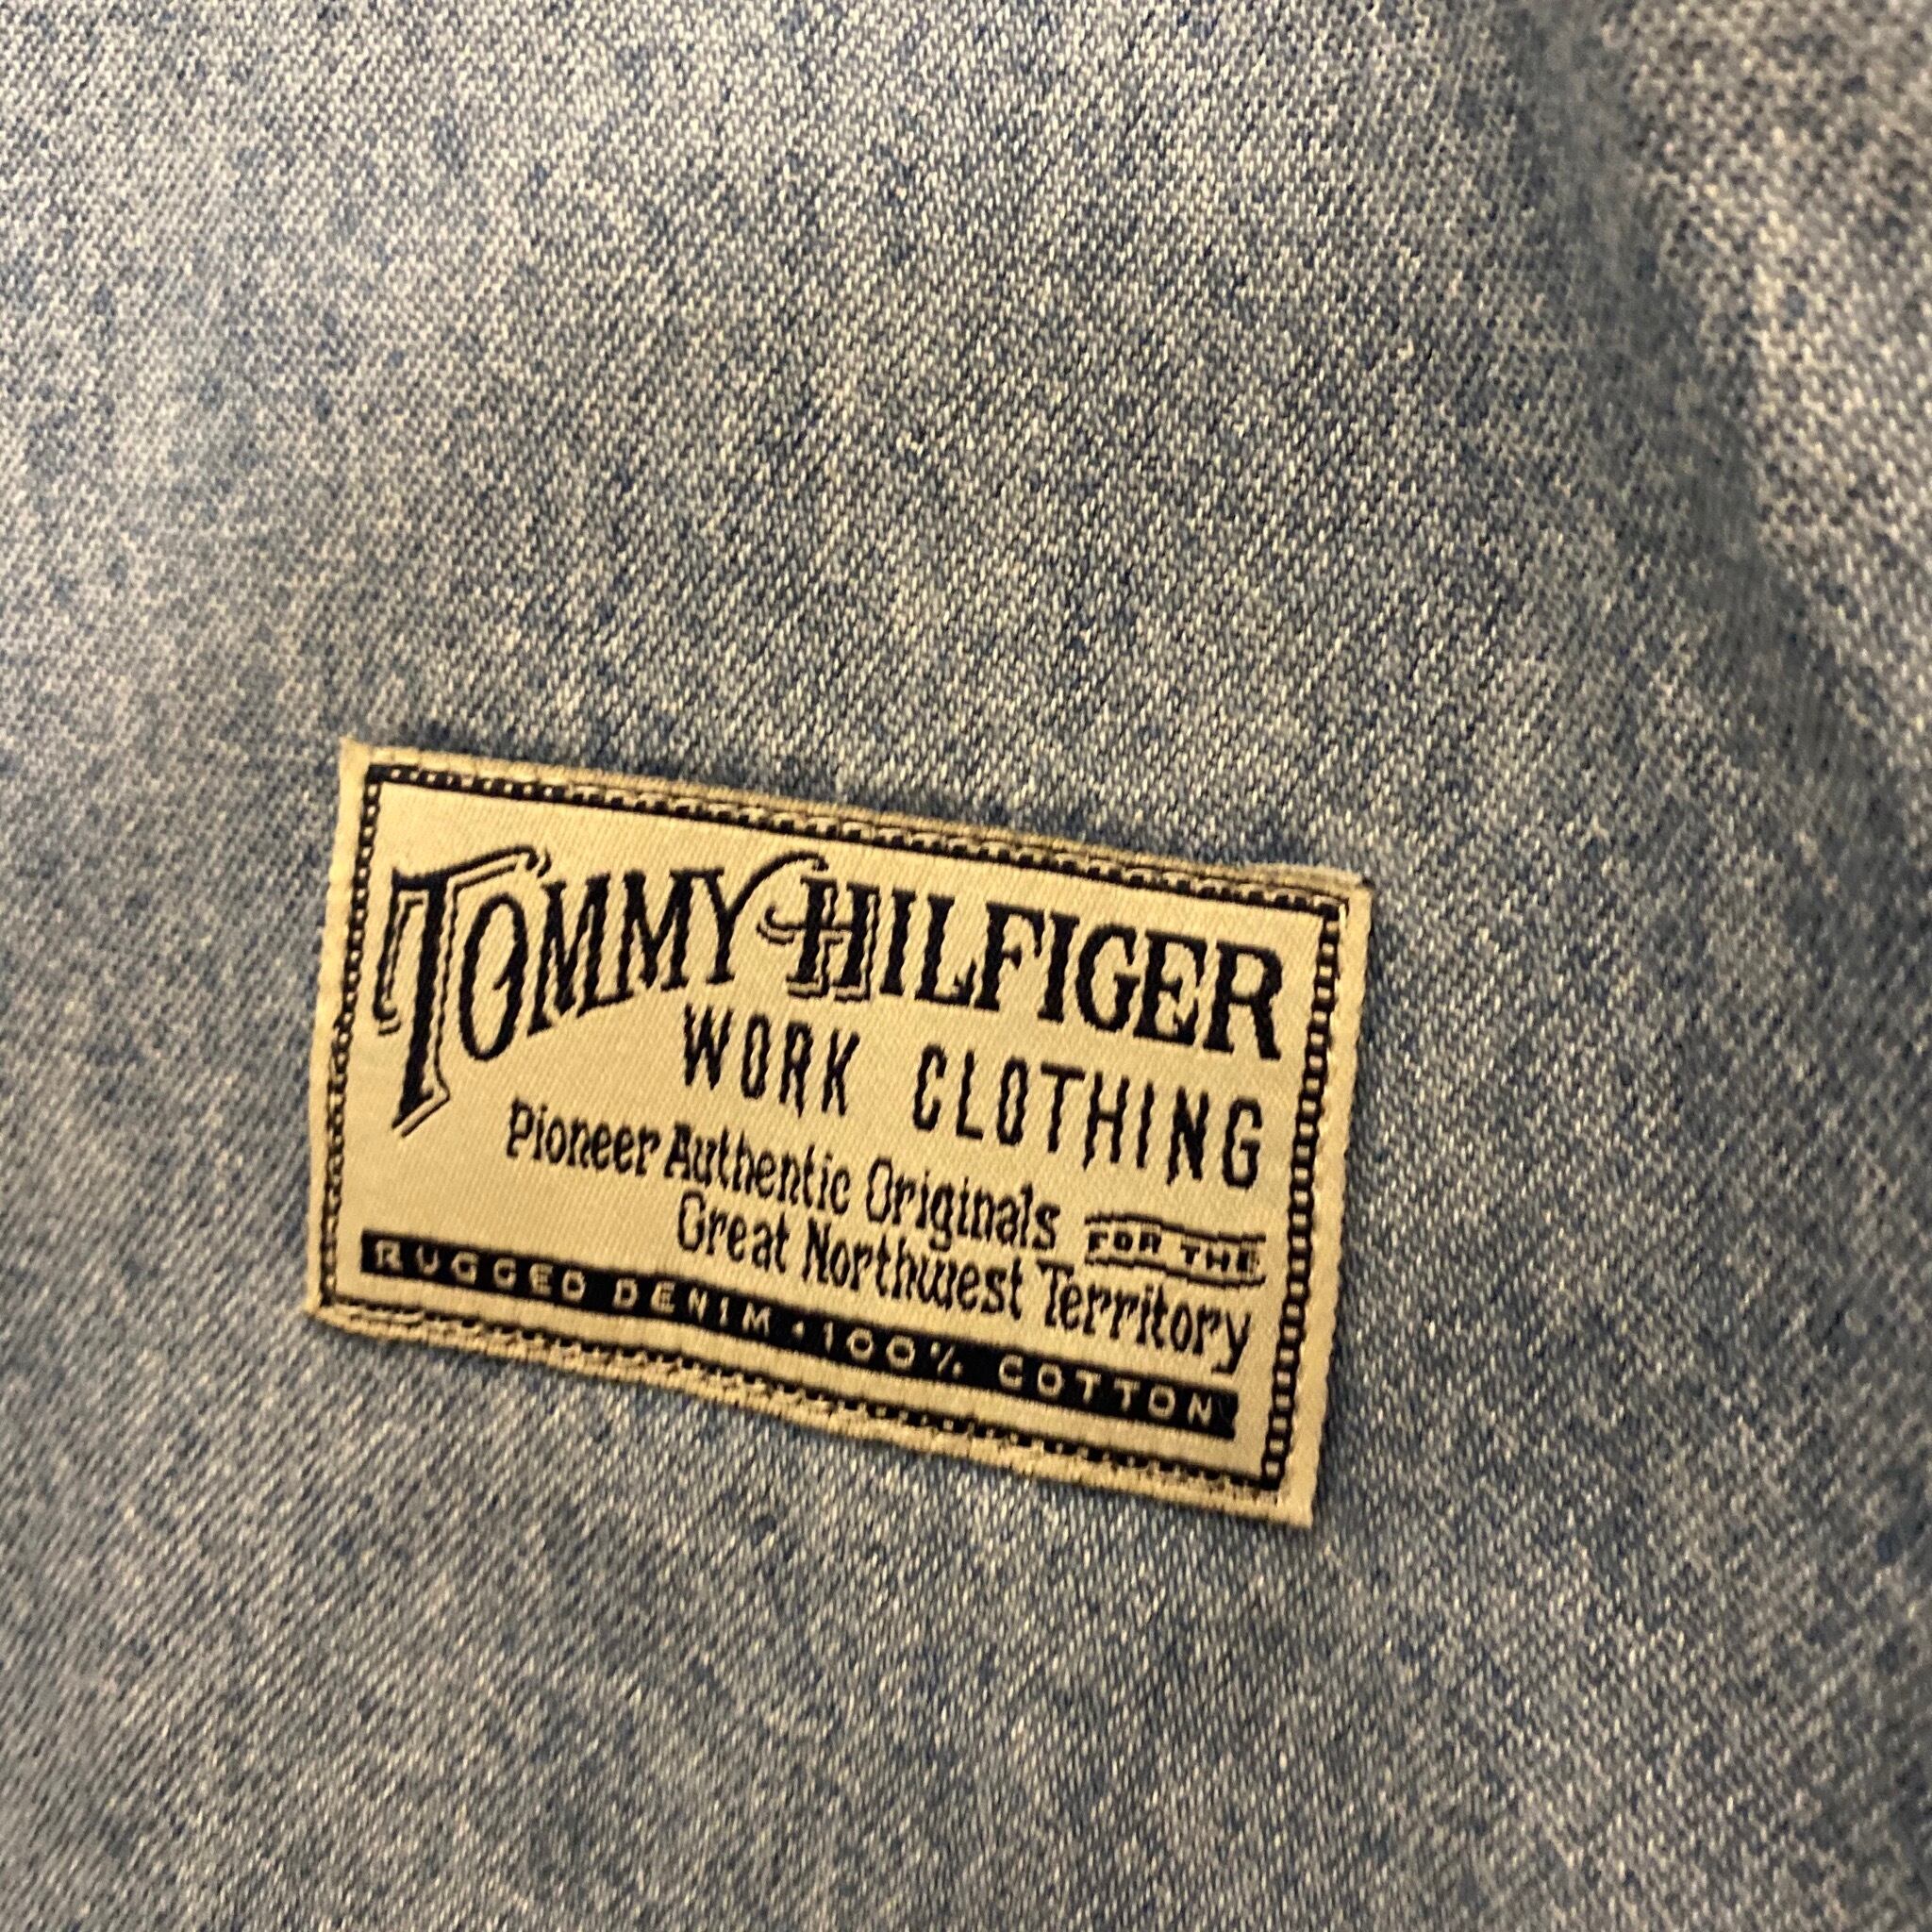 TOMMY HILFIGER
WORK CLOTHING
Pioneer Authentic Originals FOR THE
Great Northwest Territory
RUGGED DENIM • 100% COTTON